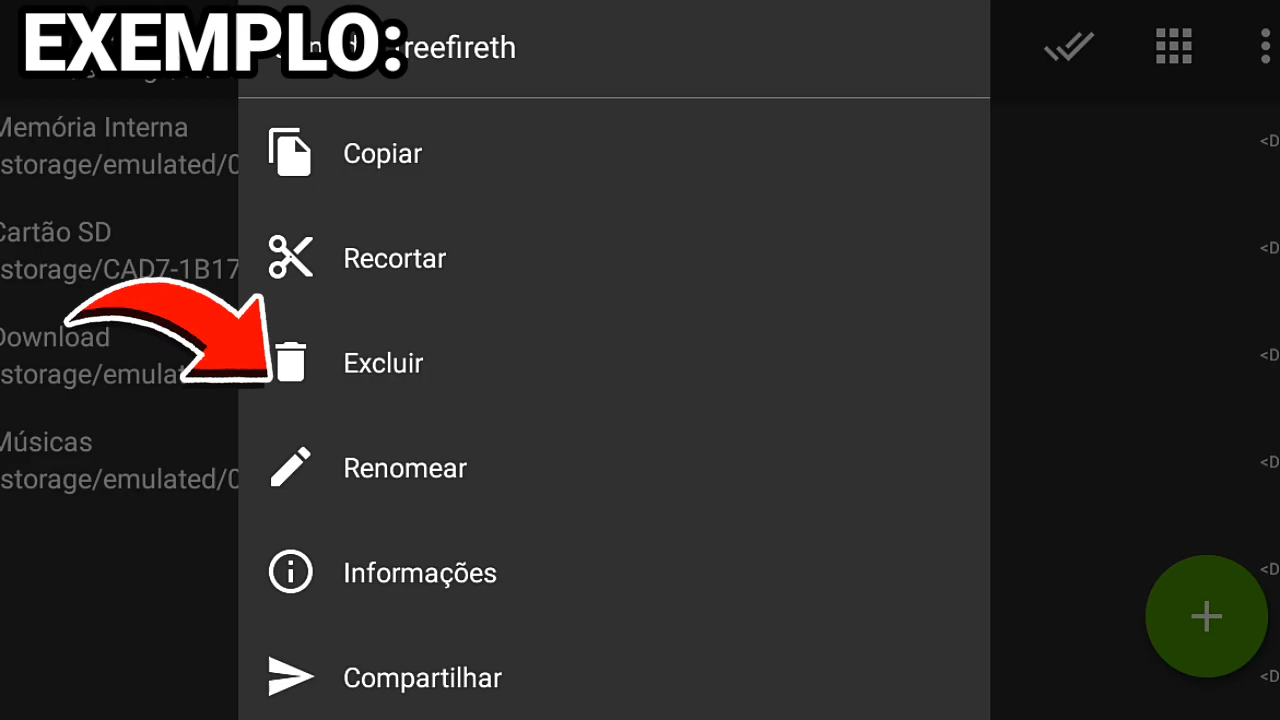 EXEMPLO:
reefireth
Memória Interna
storage/emulated/0
Cartão SD
storage/CAD7-1B17
Download
storage/emulat
Músicas
storage/emulated/0
Copiar
Recortar
Excluir
Renomear
Informações
Compartilhar
<D
<D
<D
<D
<D
<D